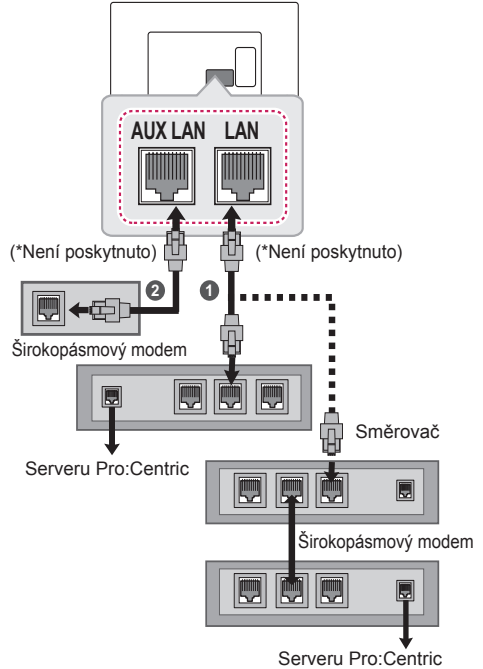 AUX LAN LAN
(*Není poskytnuto) (*Není poskytnuto)
2 1
Širokopásmový modem
Směrovač
Serveru Pro:Centric
Širokopásmový modem
Serveru Pro:Centric